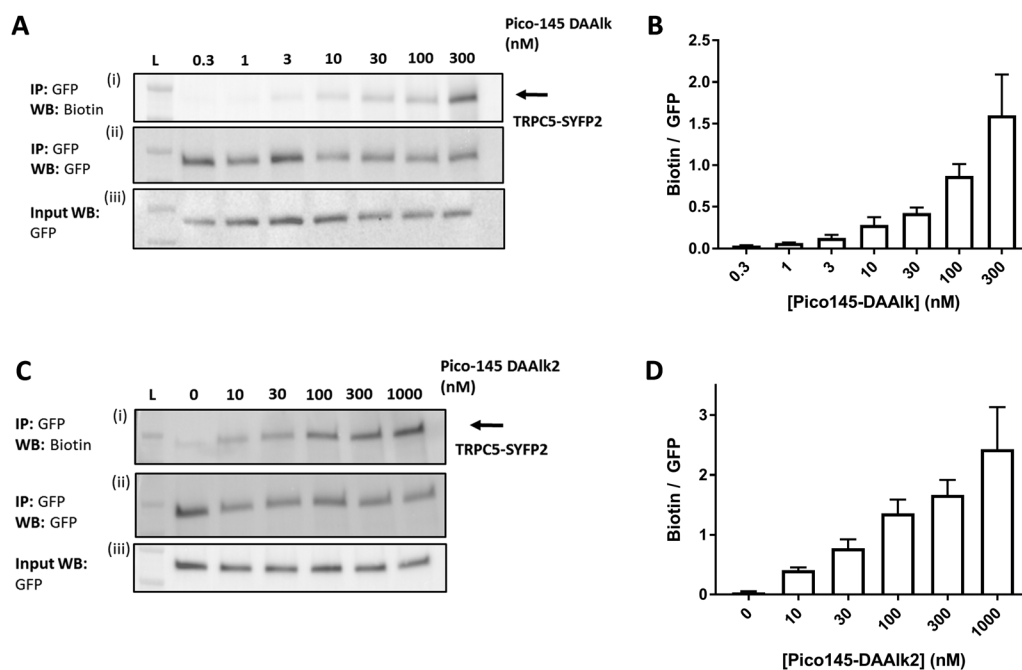 A
Pico-145 DAAlk
(nM)
L 0.3 1 3 10 30 100 300
(i)
IP: GFP
WB: Biotin
TRPC5-SYFP2
(ii)
IP: GFP
WB: GFP
(iii)
Input WB:
GFP
B
Biotin / GFP
2.5
2.0
1.5
1.0
0.5
0.0
0.3 1 3 10 30 100 300
[Pico145-DAAlk] (nM)
C
Pico-145 DAAlk2
(nM)
L 0 10 30 100 300 1000
(i)
IP: GFP
WB: Biotin
TRPC5-SYFP2
(ii)
IP: GFP
WB: GFP
(iii)
Input WB:
GFP
D
Biotin / GFP
3
2
1
0
0 10 30 100 300 1000
[Pico145-DAAlk2] (nM)